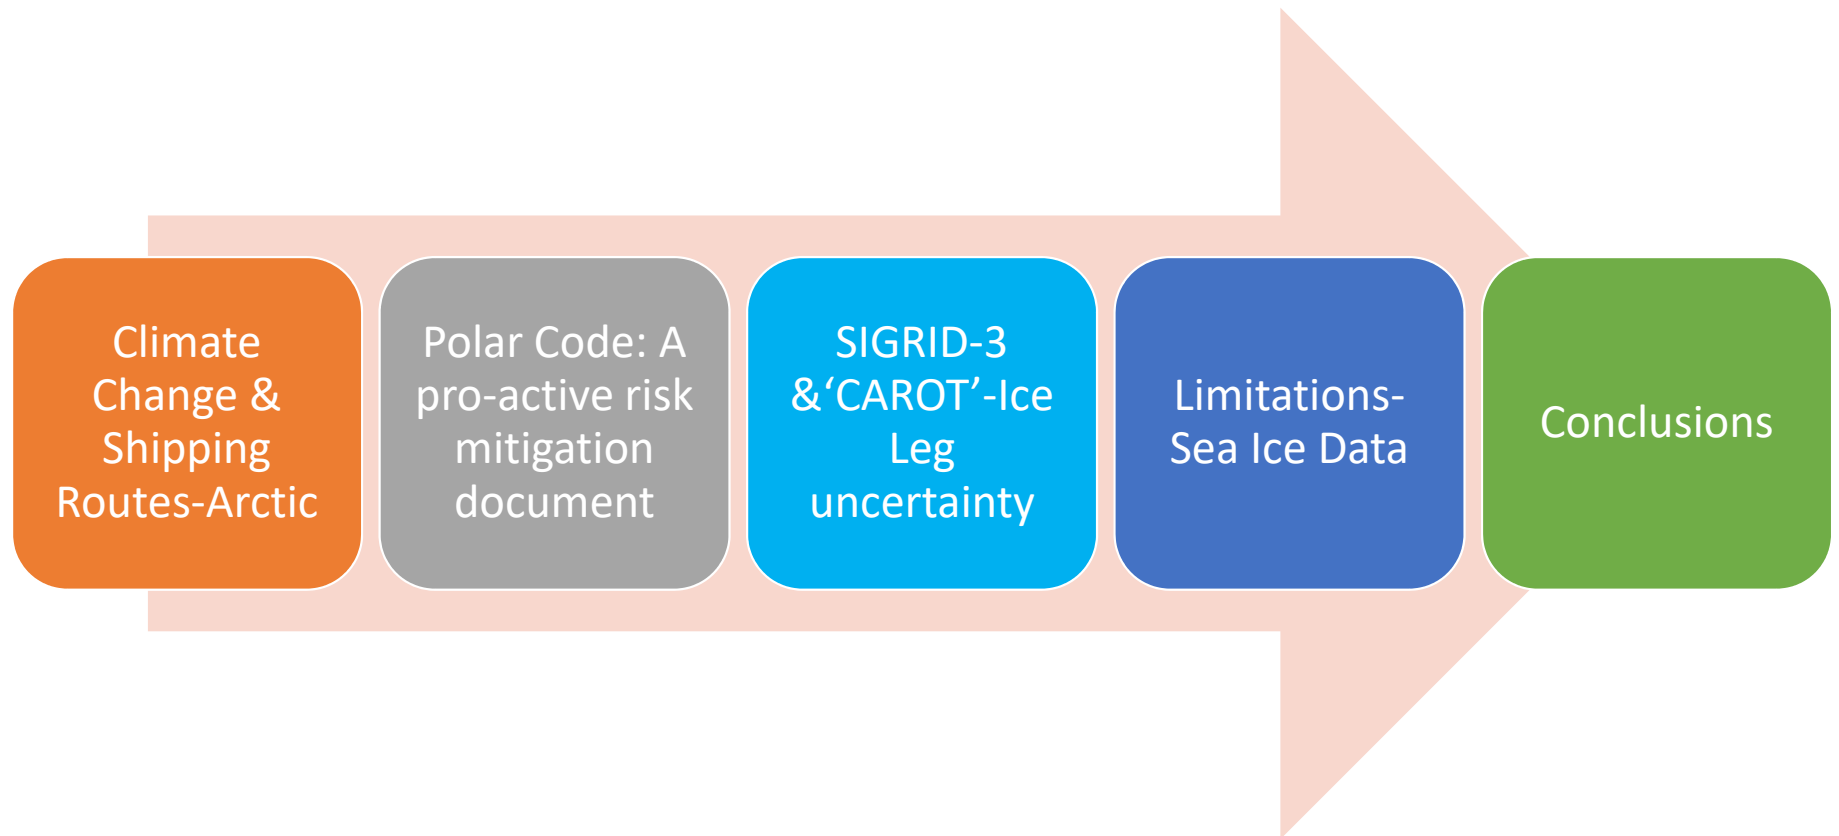 Climate
Change &
Shipping
Routes-Arctic
Polar Code: A
pro-active risk
mitigation
document
SIGRID-3
&‘CAROT’-Ice
Leg
uncertainty
Limitations-
Sea Ice Data
Conclusions